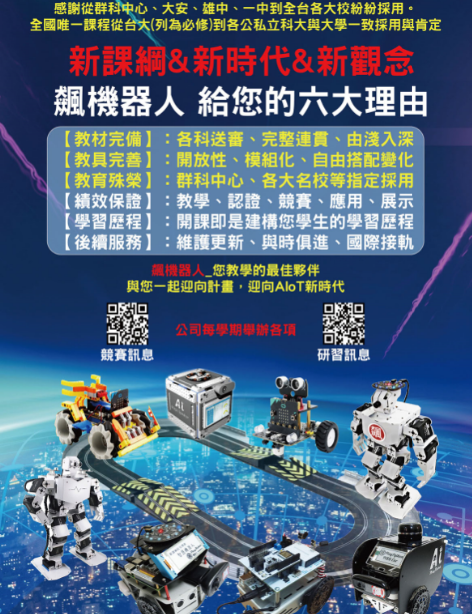 感謝從群科中心、大安、雄中、一中到全台各大校紛紛採用。
全國唯一課程從台大(列為必修)到各公私立科大與大學一致採用與肯定
新課綱&新時代&新觀念
飆機器人 給您的六大理由
【教材完備】：各科送審、完整連貫、由淺入深
【教具完善】：開放性、模組化、自由搭配變化
【教育殊榮】：群科中心、各大名校等指定採用
【績效保證】：教學、認證、競賽、應用、展示
【學習歷程】：開課即是建構您學生的學習歷程
【後續服務】：維護更新、與時俱進、國際接軌
飆機器人_您教學的最佳夥伴
與您一起迎向計畫，迎向AIoT新時代
公司每學期舉辦各項
競賽訊息
研習訊息
AI
AI